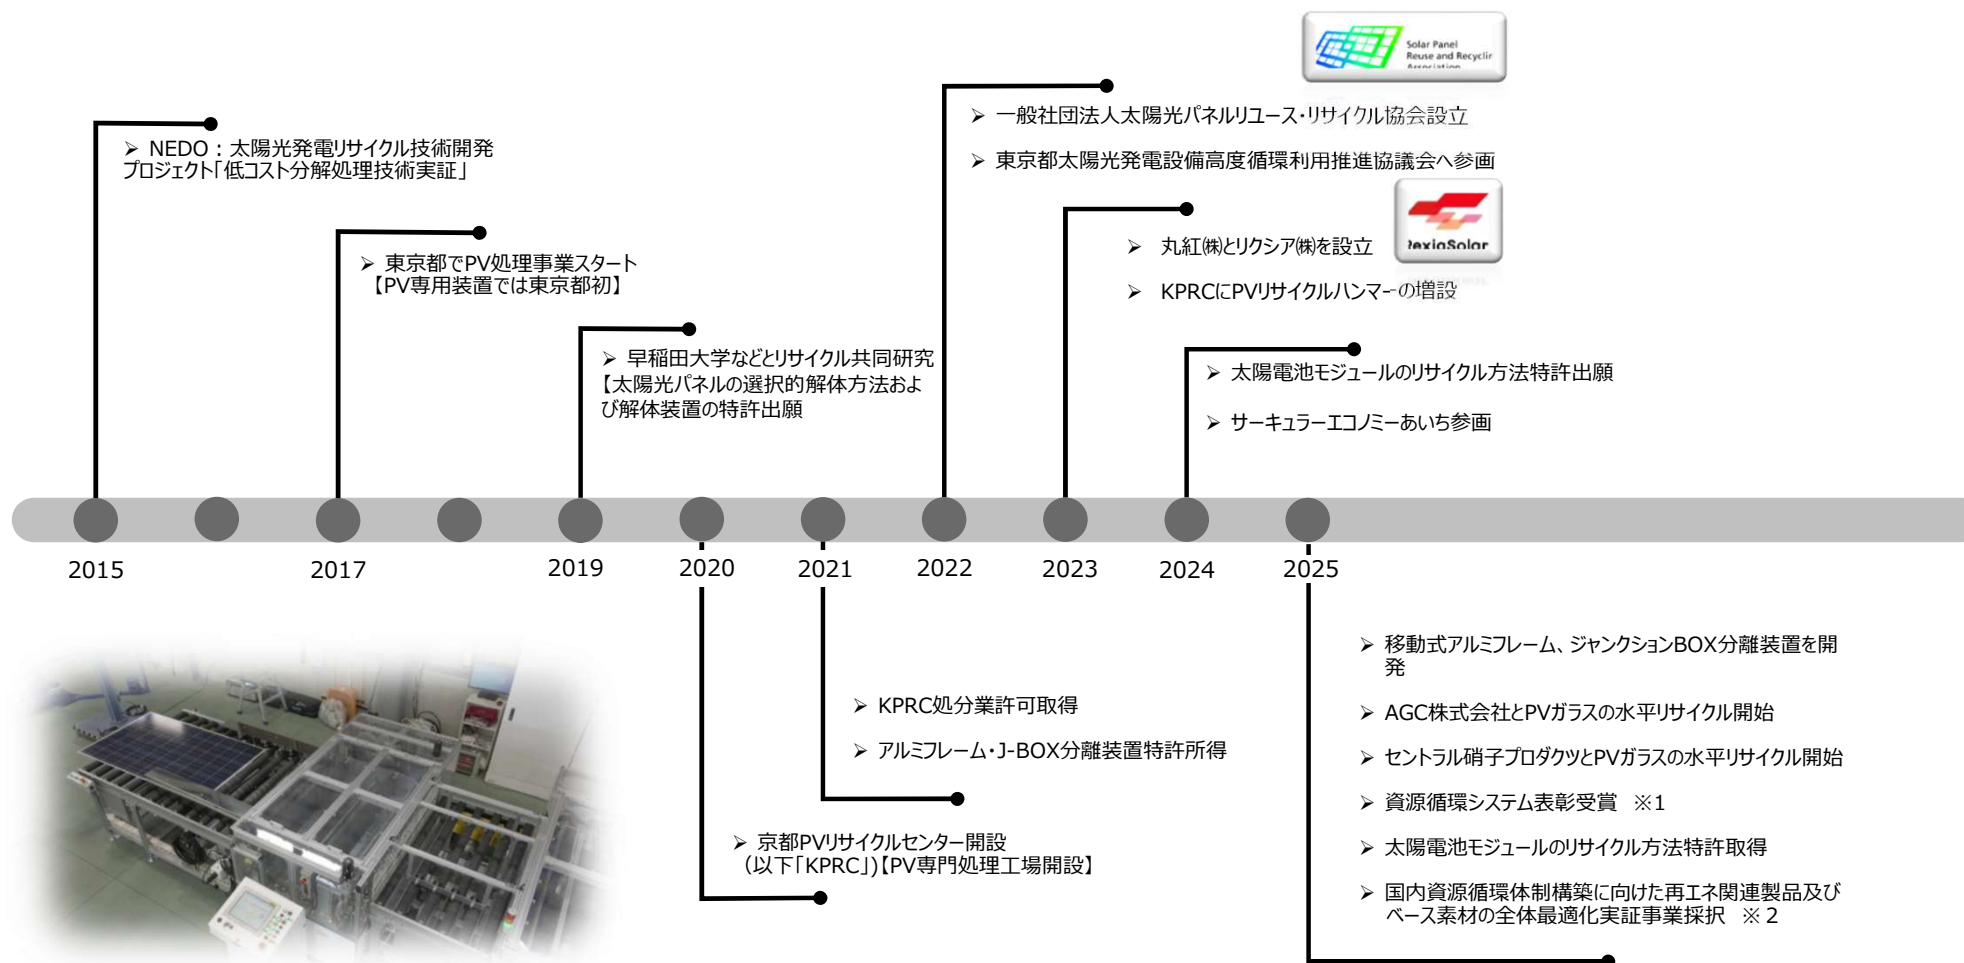 Solar Panel
Reuse and Recyclin
Association
➢ 一般社団法人太陽光パネルリユース・リサイクル協会設立
➢ 東京都太陽光発電設備高度循環利用推進協議会へ参画
➢ NEDO：太陽光発電リサイクル技術開発
プロジェクト「低コスト分解処理技術実証」
RexiaSolar
➢ 丸紅㈱とリクシア㈱を設立
➢ KPRCにPVリサイクルハンマーの増設
➢ 東京都でPV処理事業スタート
【PV専用装置では東京都初】
➢ 早稲田大学などとリサイクル共同研究
【太陽光パネルの選択的解体方法およ
び解体装置の特許出願
➢ 太陽電池モジュールのリサイクル方法特許出願
➢ サーキュラーエコノミーあいち参画
2015
2017
2019
2020
2021
2022
2023
2024
2025
➢ KPRC処分業許可取得
➢ アルミフレーム・J-BOX分離装置特許所得
➢ 京都PVリサイクルセンター開設
(以下「KPRC」)【PV専門処理工場開設】
➢ 移動式アルミフレーム、ジャンクションBOX分離装置を開
発
➢ AGC株式会社とPVガラスの水平リサイクル開始
➢ セントラル硝子プロダクツとPVガラスの水平リサイクル開始
➢ 資源循環システム表彰受賞　※1
➢ 太陽電池モジュールのリサイクル方法特許取得
➢ 国内資源循環体制構築に向けた再エネ関連製品及び
ベース素材の全体最適化実証事業採択　※２